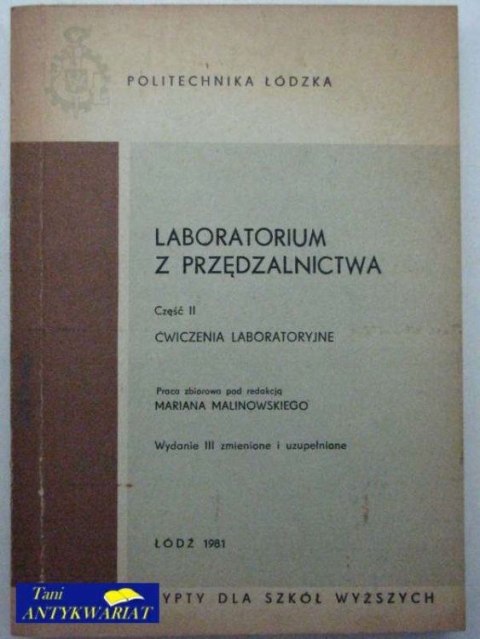 POLITECHNIKA ŁÓDZKA
LABORATORIUM
Z PRZĘDZALNICTWA
Część II
ĆWICZENIA LABORATORYJNE
Praca zbiorowa pod redakcją
MARIANA MALINOWSKIEGO
Wydanie III zmienione i uzupełnione
ŁÓDŹ 1981
YPTY DLA SZKÓŁ WYŻSZYCH
Tani
ANTYKWARIAT